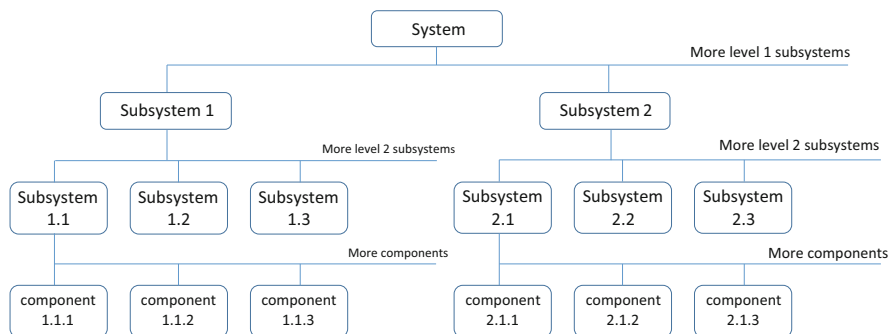 System
More level 1 subsystems
Subsystem 1
Subsystem 2
More level 2 subsystems
More level 2 subsystems
Subsystem
1.1
Subsystem
1.2
Subsystem
1.3
Subsystem
2.1
Subsystem
2.2
Subsystem
2.3
More components
More components
component
1.1.1
component
1.1.2
component
1.1.3
component
2.1.1
component
2.1.2
component
2.1.3